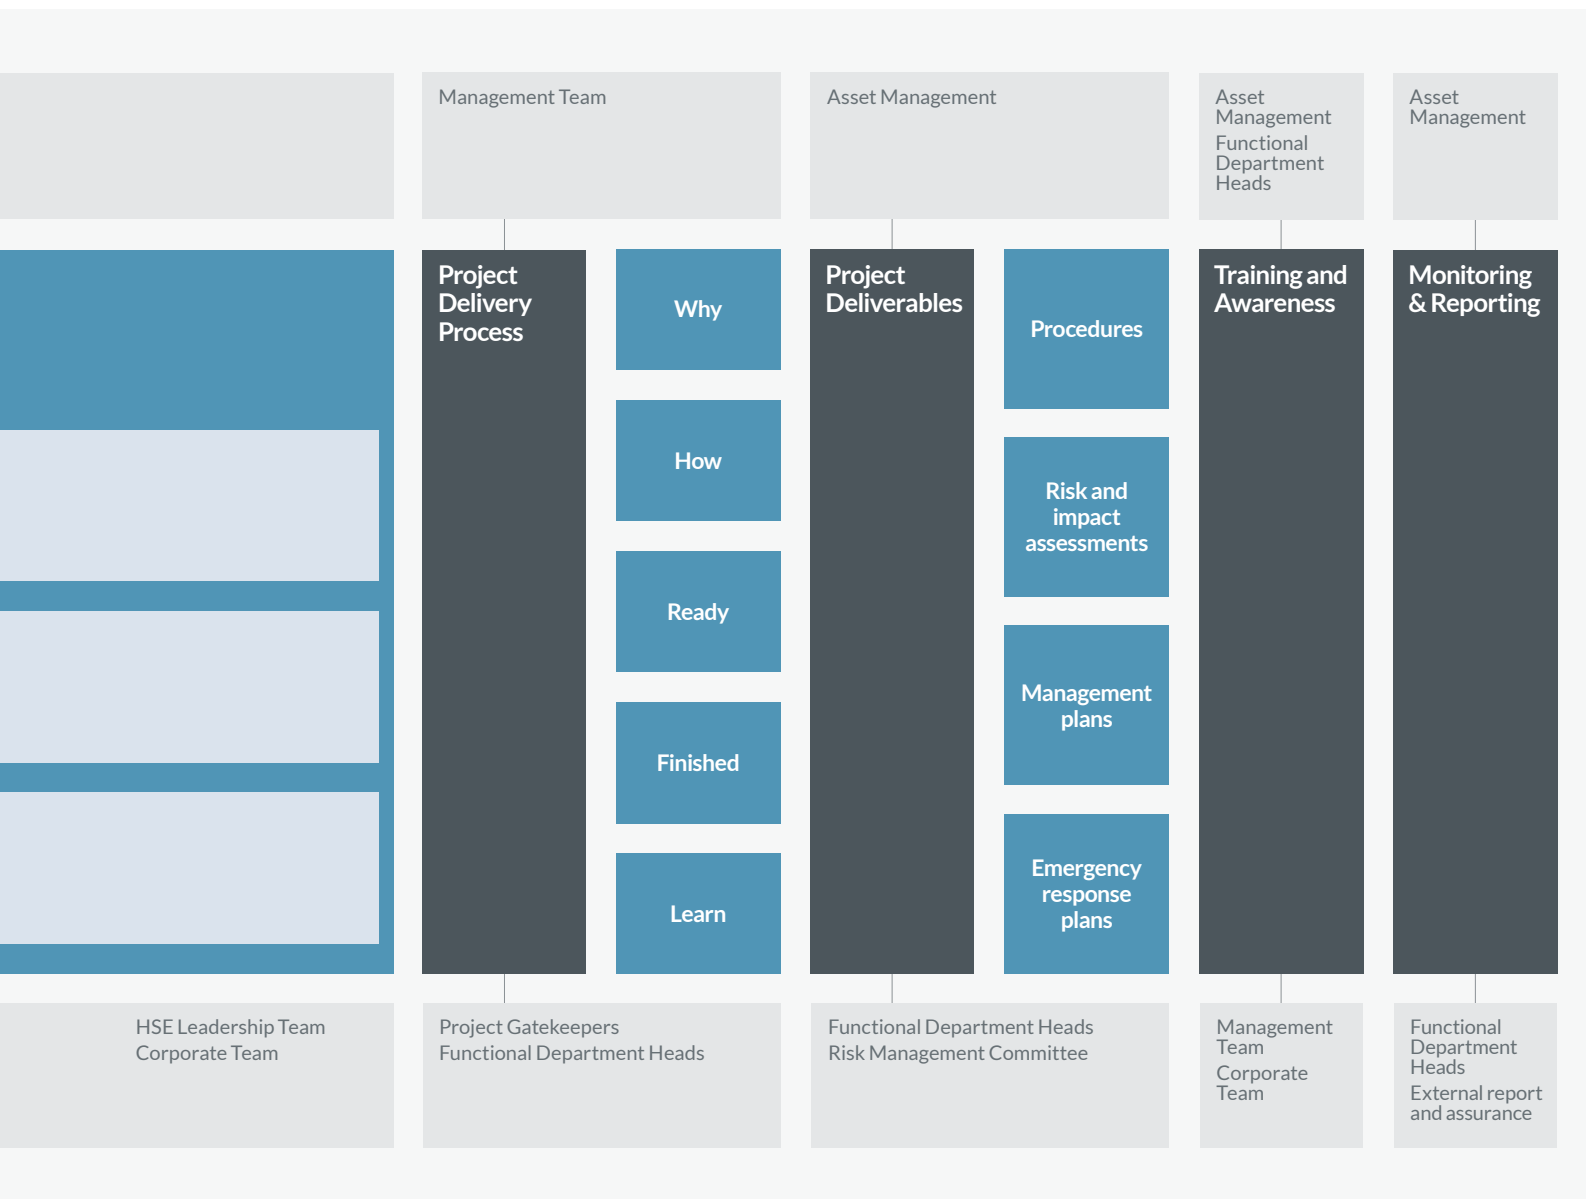 Management Team
Asset Management
Asset
Management
Functional
Department
Heads
Asset
Management
Project
Delivery
Process
Why
How
Ready
Finished
Learn
Project
Deliverables
Procedures
Risk and
impact
assessments
Management
plans
Emergency
response
plans
Training and
Awareness
Monitoring
& Reporting
HSE Leadership Team
Corporate Team
Project Gatekeepers
Functional Department Heads
Functional Department Heads
Risk Management Committee
Management
Team
Corporate
Team
Functional
Department
Heads
External report
and assurance